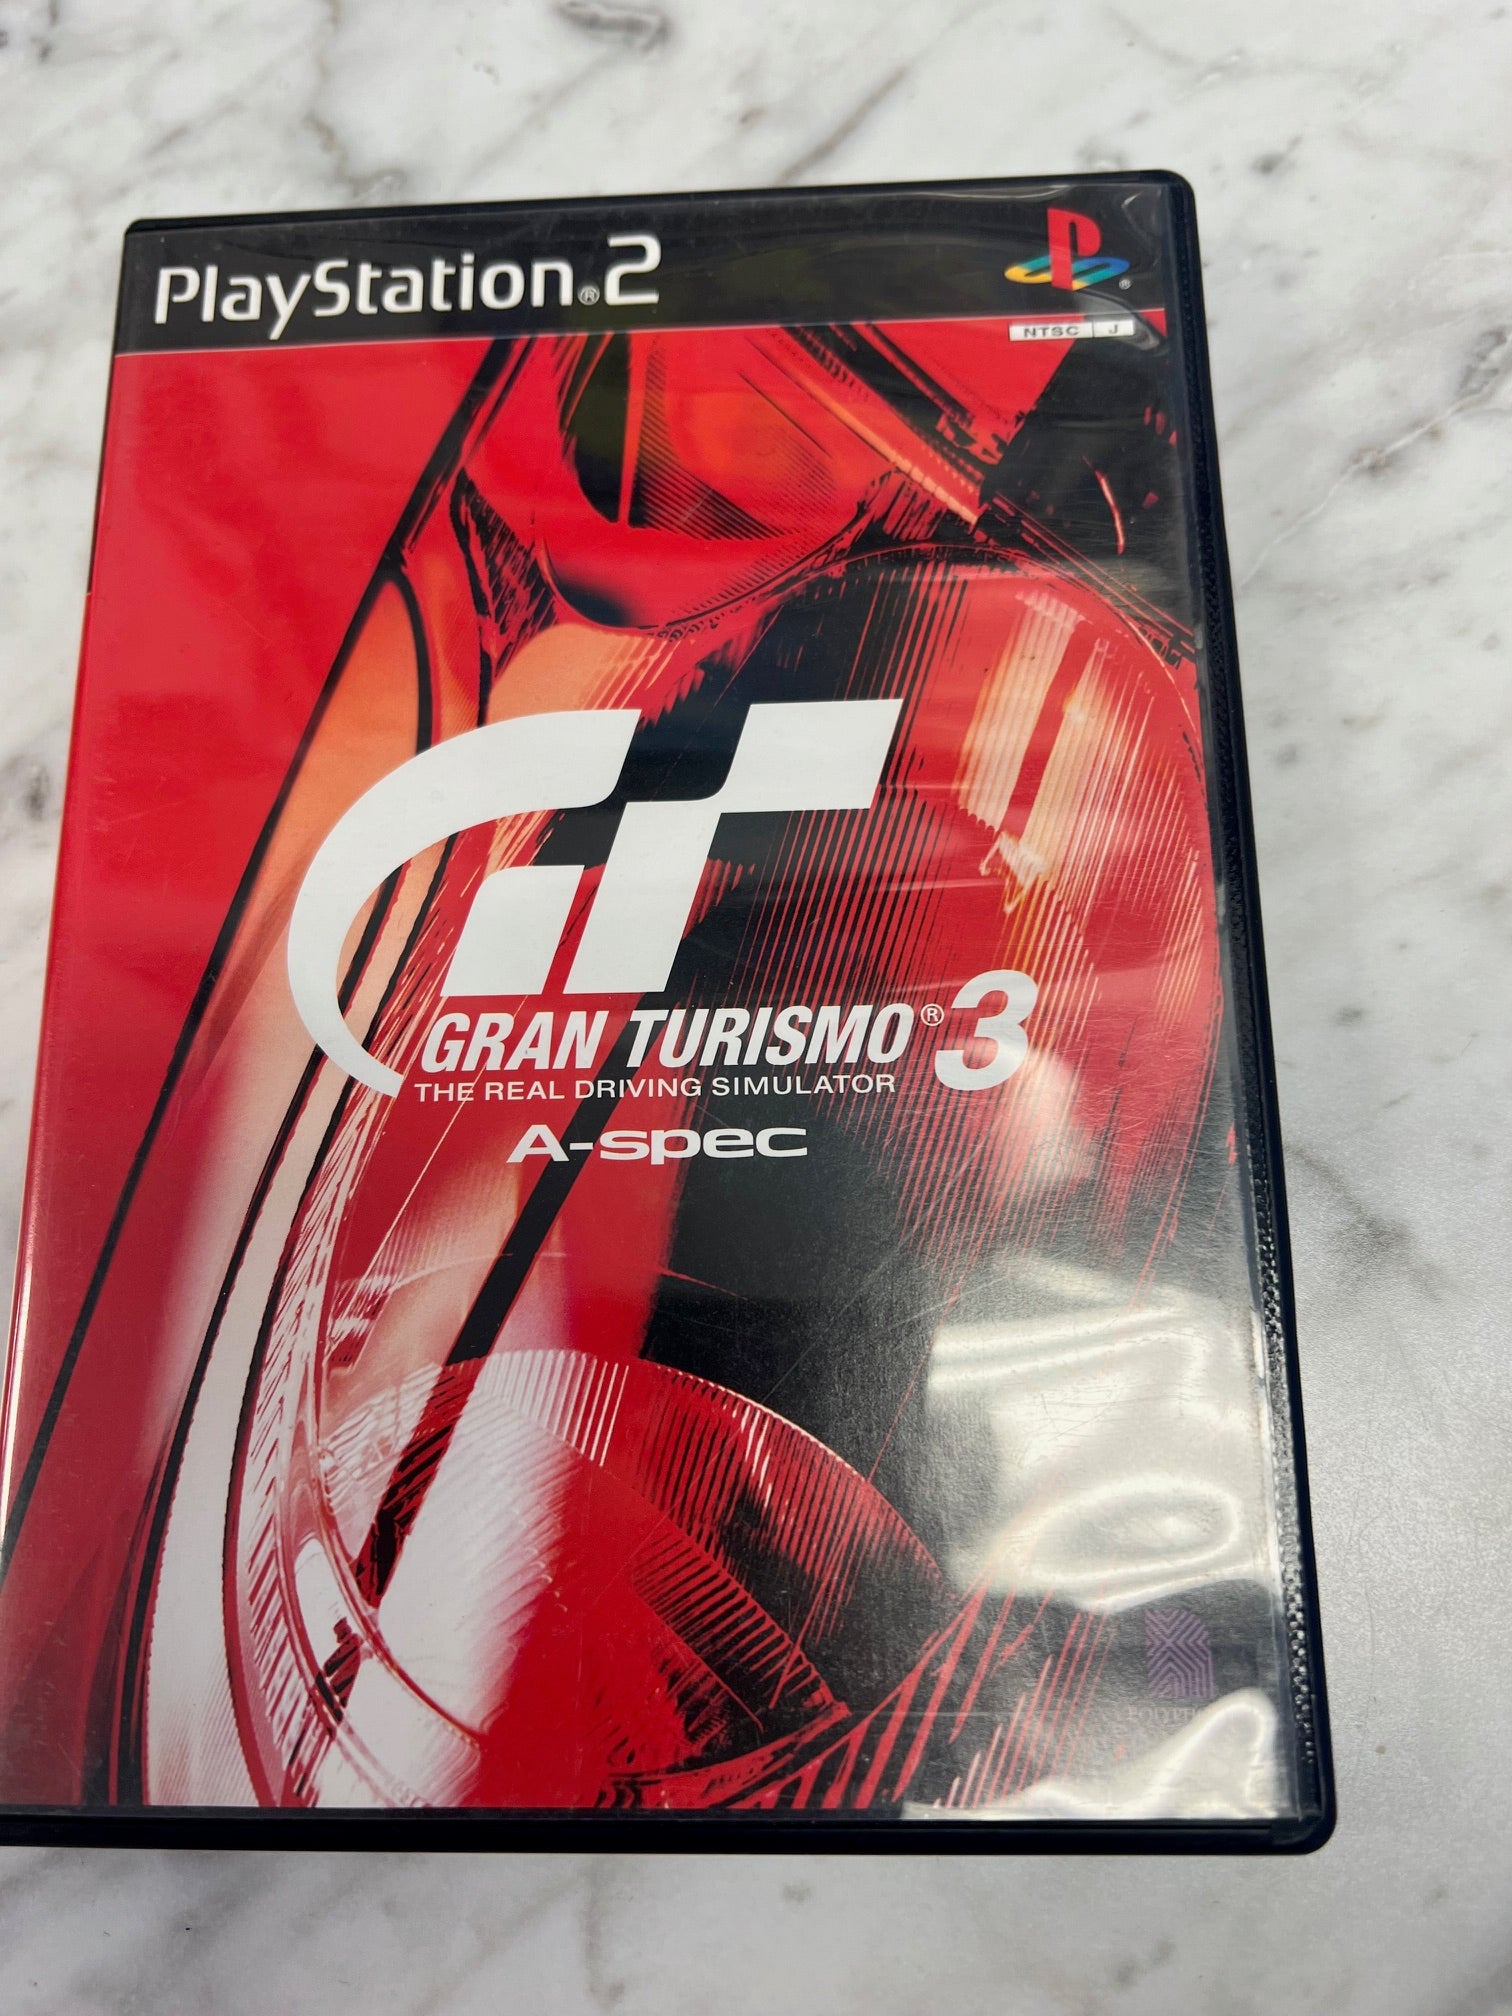 PlayStation®2
NTSC J
GRAN TURISMO® 3
THE REAL DRIVING SIMULATOR
A-spec